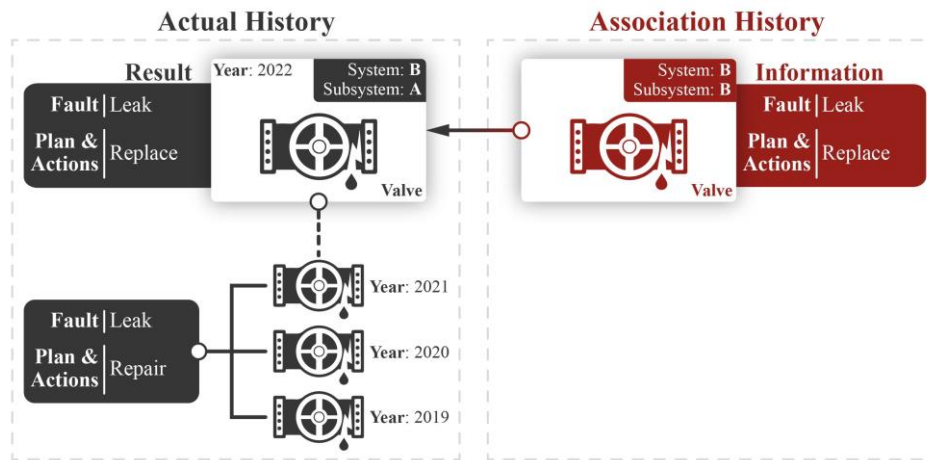 Actual History
Association History
Result
Year: 2022
System: B
Subsystem: A
Fault | Leak
Plan &
Actions | Replace
Valve
System: B
Subsystem: B
Information
Fault | Leak
Plan &
Actions | Replace
Valve
Year: 2021
Fault | Leak
Plan &
Actions | Repair
Year: 2020
Year: 2019